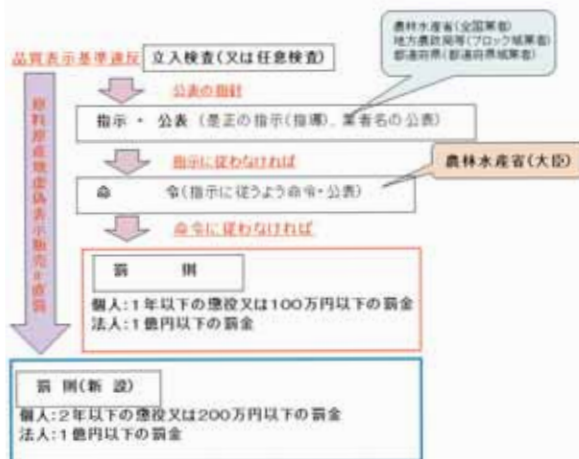 農林水産省(全国業者)
地方農政局等(ブロック域業者)
都道府県(都道府県域業者)
品質表示基準違反
立入検査(又は任意検査)
公表の指針
指示・公表(是正の指示(指導)、業者名の公表)
指示に従わなければ
農林水産省(大臣)
命 令(指示に従うよう命令・公表)
命令に従わなければ
原料原産地虚偽表示販売=直罰
罰 則
個人:1年以下の懲役又は100万円以下の罰金
法人:1億円以下の罰金
罰 則(新 設)
個人:2年以下の懲役又は200万円以下の罰金
法人:1億円以下の罰金